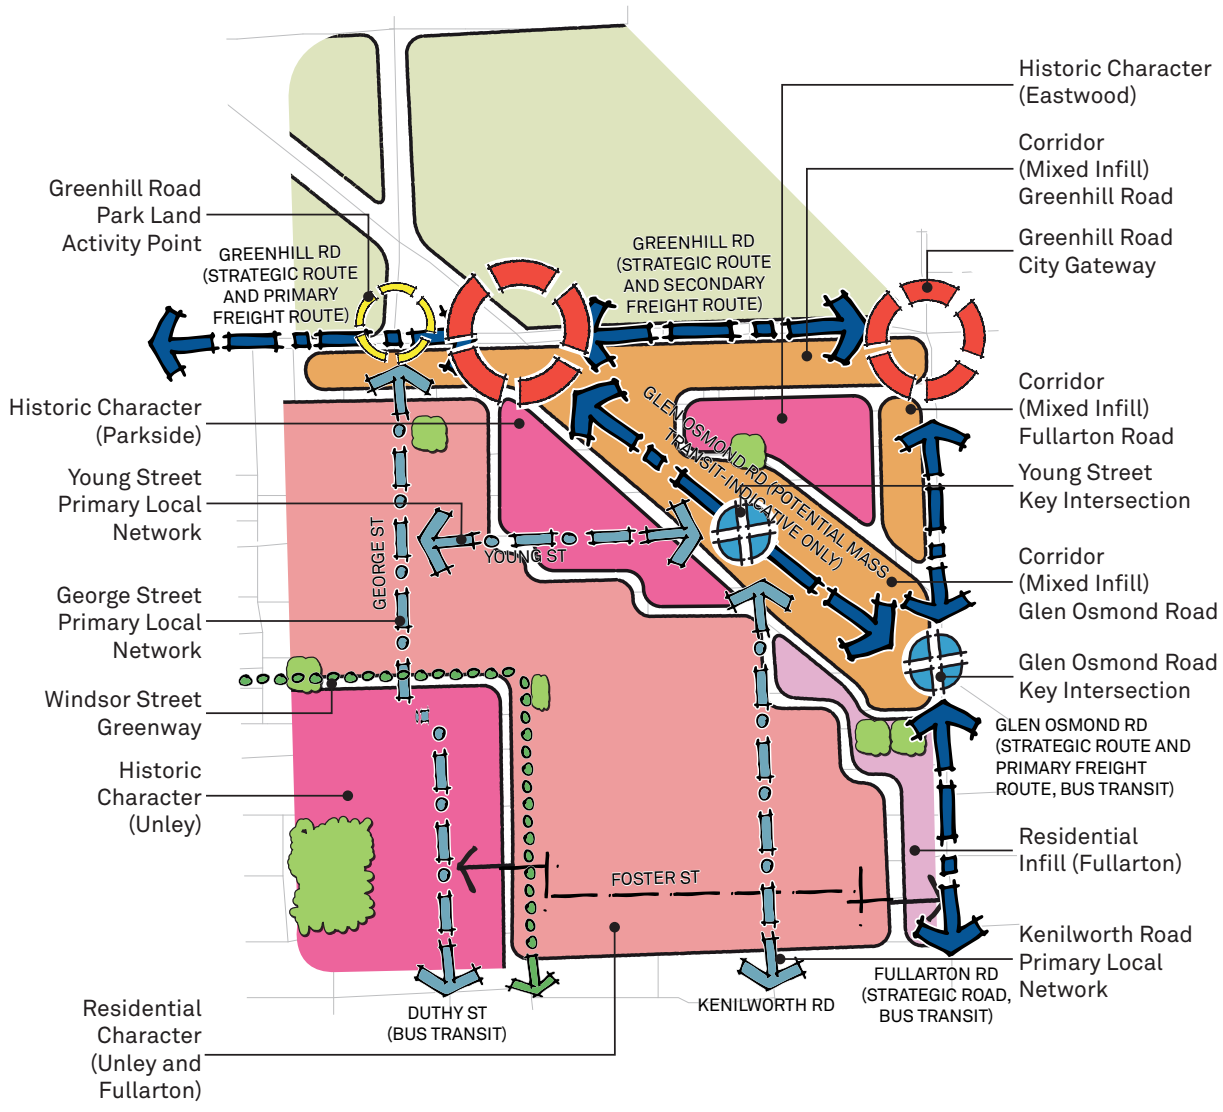 Historic Character
(Eastwood)
Corridor
(Mixed Infill)
Greenhill Road
Greenhill Road
City Gateway
Greenhill Road
Park Land
Activity Point
GREENHILL RD
(STRATEGIC ROUTE
AND PRIMARY
FREIGHT ROUTE)
GREENHILL RD
(STRATEGIC ROUTE
AND SECONDARY
FREIGHT ROUTE)
Corridor
(Mixed Infill)
Fullarton Road
Historic Character
(Parkside)
GLEN OSMOND RD (POTENTIAL MASS
TRANSIT-INDICATIVE ONLY)
Young Street
Key Intersection
Young Street
Primary Local
Network
GEORGE ST
YOUNG ST
Corridor
(Mixed Infill)
Glen Osmond Road
George Street
Primary Local
Network
Glen Osmond Road
Key Intersection
Windsor Street
Greenway
GLEN OSMOND RD
(STRATEGIC ROUTE AND
PRIMARY FREIGHT
ROUTE, BUS TRANSIT)
Historic
Character
(Unley)
Residential
Infill (Fullarton)
FOSTER ST
Kenilworth Road
Primary Local
Network
FULLARTON RD
(STRATEGIC ROAD,
BUS TRANSIT)
KENILWORTH RD
DUTHY ST
(BUS TRANSIT)
Residential
Character
(Unley and
Fullarton)